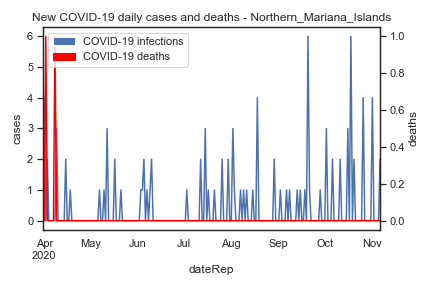 New COVID-19 daily cases and deaths - Northern_Mariana_Islands
COVID-19 infections
COVID-19 deaths
6
5
4
3
2
1
0
cases
1.0
0.8
0.6
0.4
0.2
0.0
deaths
Apr
2020
May
Jun
Jul
Aug
Sep
Oct
Nov
dateRep